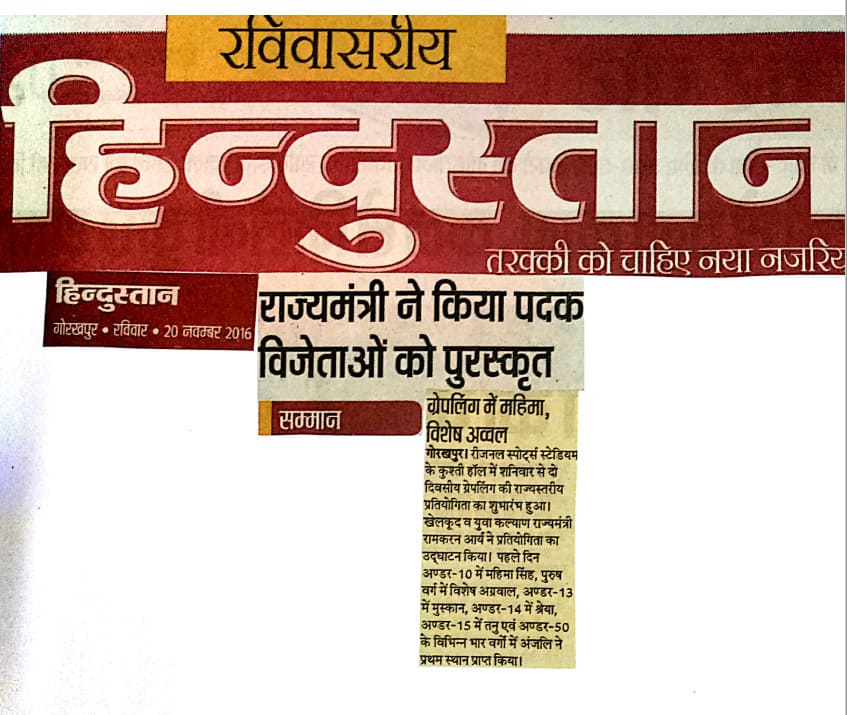 रविवासरीय
हिन्दुस्तान
तरक्की को चाहिए नया नजरिय
हिन्दुस्तान
गोरखपुर • रविवार • 20 नवम्बर 2016
राज्यमंत्री ने किया पदक
विजेताओं को पुरस्कृत
सम्मान
ग्रेपलिंग में महिमा,
विशेष अव्वल
गोरखपुर। रीजनल स्पोर्ट्स स्टेडियम
के कुश्ती हॉल में शनिवार से दो
दिवसीय ग्रेपलिंग की राज्यस्तरीय
प्रतियोगिता का शुभारंभ हुआ।
खेलकूद व युवा कल्याण राज्यमंत्री
रामकरन आर्य ने प्रतियोगिता का
उद्घाटन किया। पहले दिन
अण्डर-10 में महिमा सिंह, पुरुष
वर्ग में विशेष अग्रवाल, अण्डर-13
में मुस्कान, अण्डर-14 में श्रेया,
अण्डर-15 में तनु एवं अण्डर-50
के विभिन्न भार वर्गों में अंजलि ने
प्रथम स्थान प्राप्त किया।